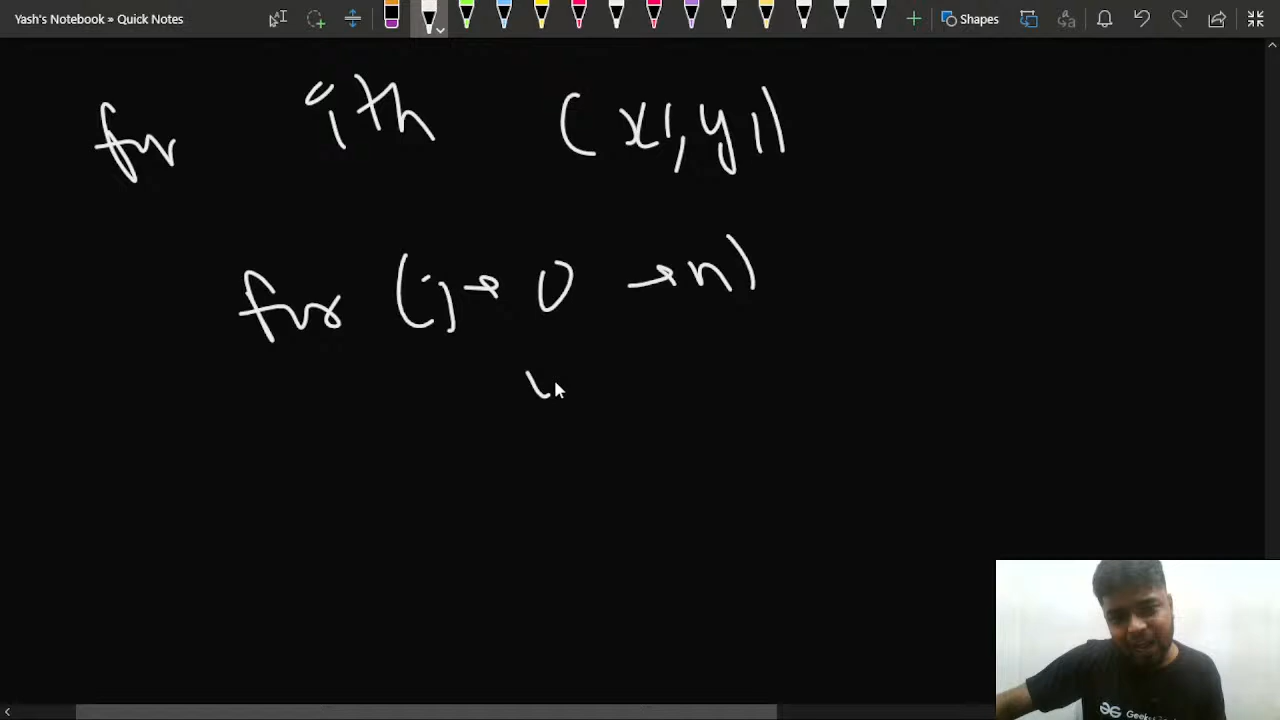 Yash's Notebook » Quick Notes
Shapes
for ith (x1,y1)
for (j→ 0 →n)